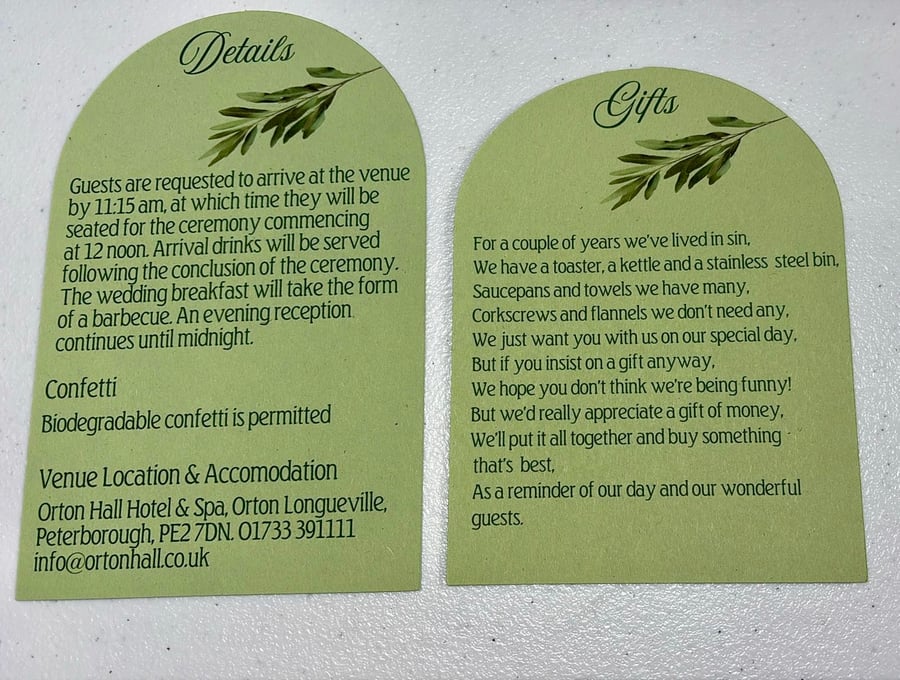 Details
Guests are requested to arrive at the venue
by 11:15 am, at which time they will be
seated for the ceremony commencing
at 12 noon. Arrival drinks will be served
following the conclusion of the ceremony.
The wedding breakfast will take the form
of a barbecue. An evening reception
continues until midnight.
Confetti
Biodegradable confetti is permitted
Venue Location & Accomodation
Orton Hall Hotel & Spa, Orton Longueville,
Peterborough, PE2 7DN. 01733 391111
info@ortonhall.co.uk
Gifts
For a couple of years we've lived in sin,
We have a toaster, a kettle and a stainless steel bin,
Saucepans and towels we have many,
Corkscrews and flannels we don't need any,
We just want you with us on our special day,
But if you insist on a gift anyway,
We hope you don't think we're being funny!
But we'd really appreciate a gift of money,
We'll put it all together and buy something
that's best,
As a reminder of our day and our wonderful
guests.